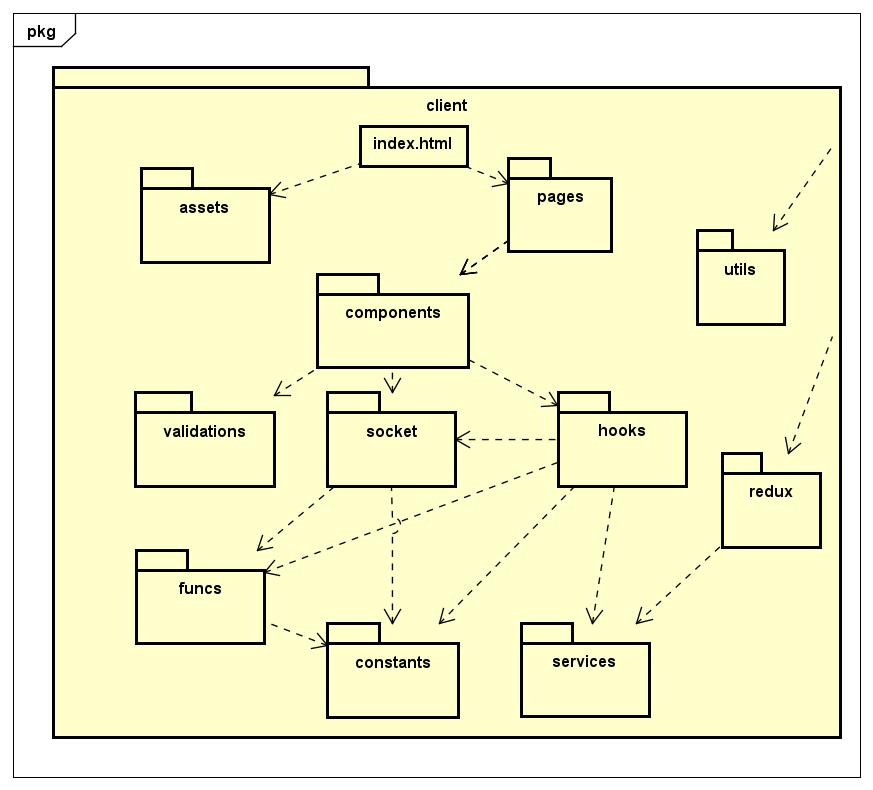 pkg
client
index.html
assets
pages
utils
components
validations
socket
hooks
redux
funcs
constants
services